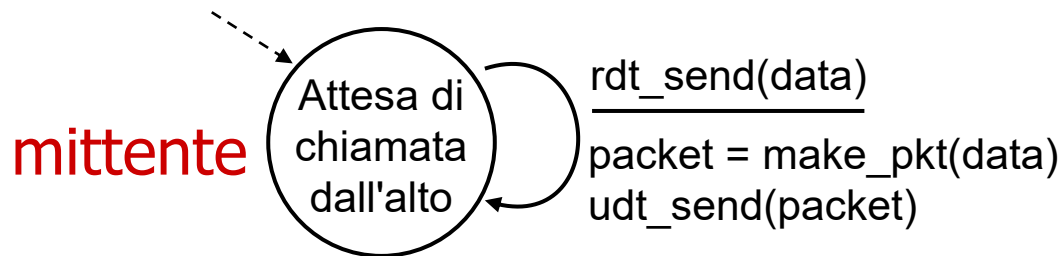 mittente
Attesa di
chiamata
dall'alto
rdt_send(data)
packet = make_pkt(data)
udt_send(packet)